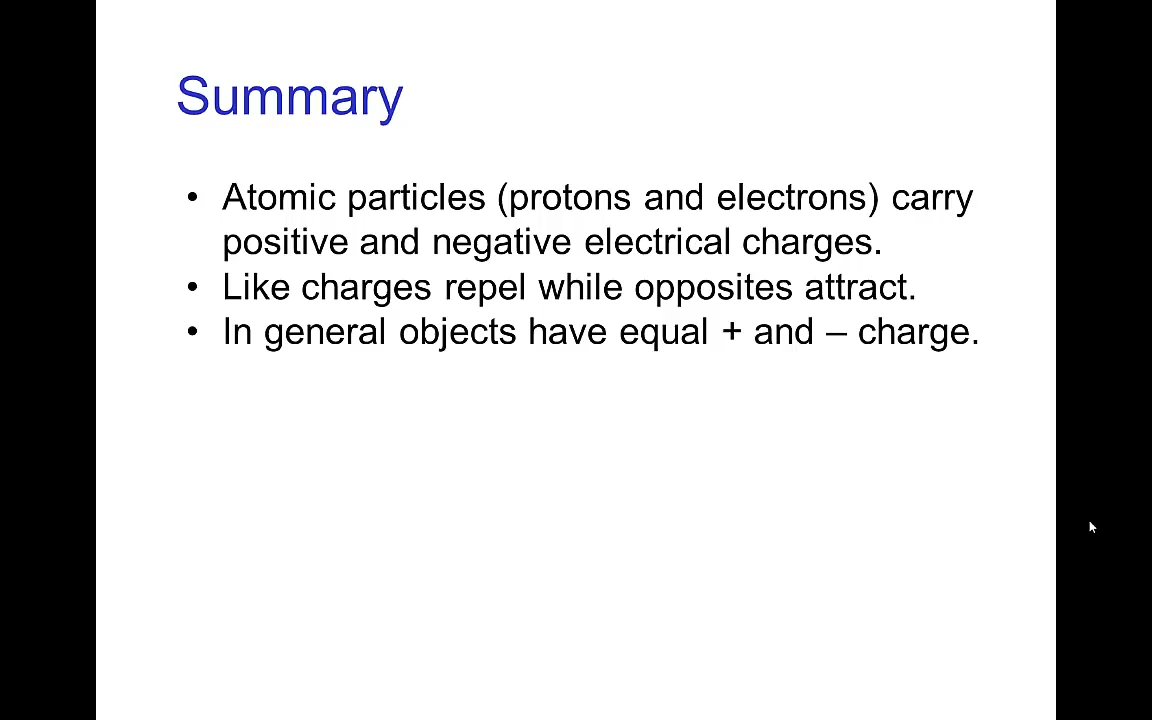 Summary
• Atomic particles (protons and electrons) carry
positive and negative electrical charges.
• Like charges repel while opposites attract.
• In general objects have equal + and – charge.